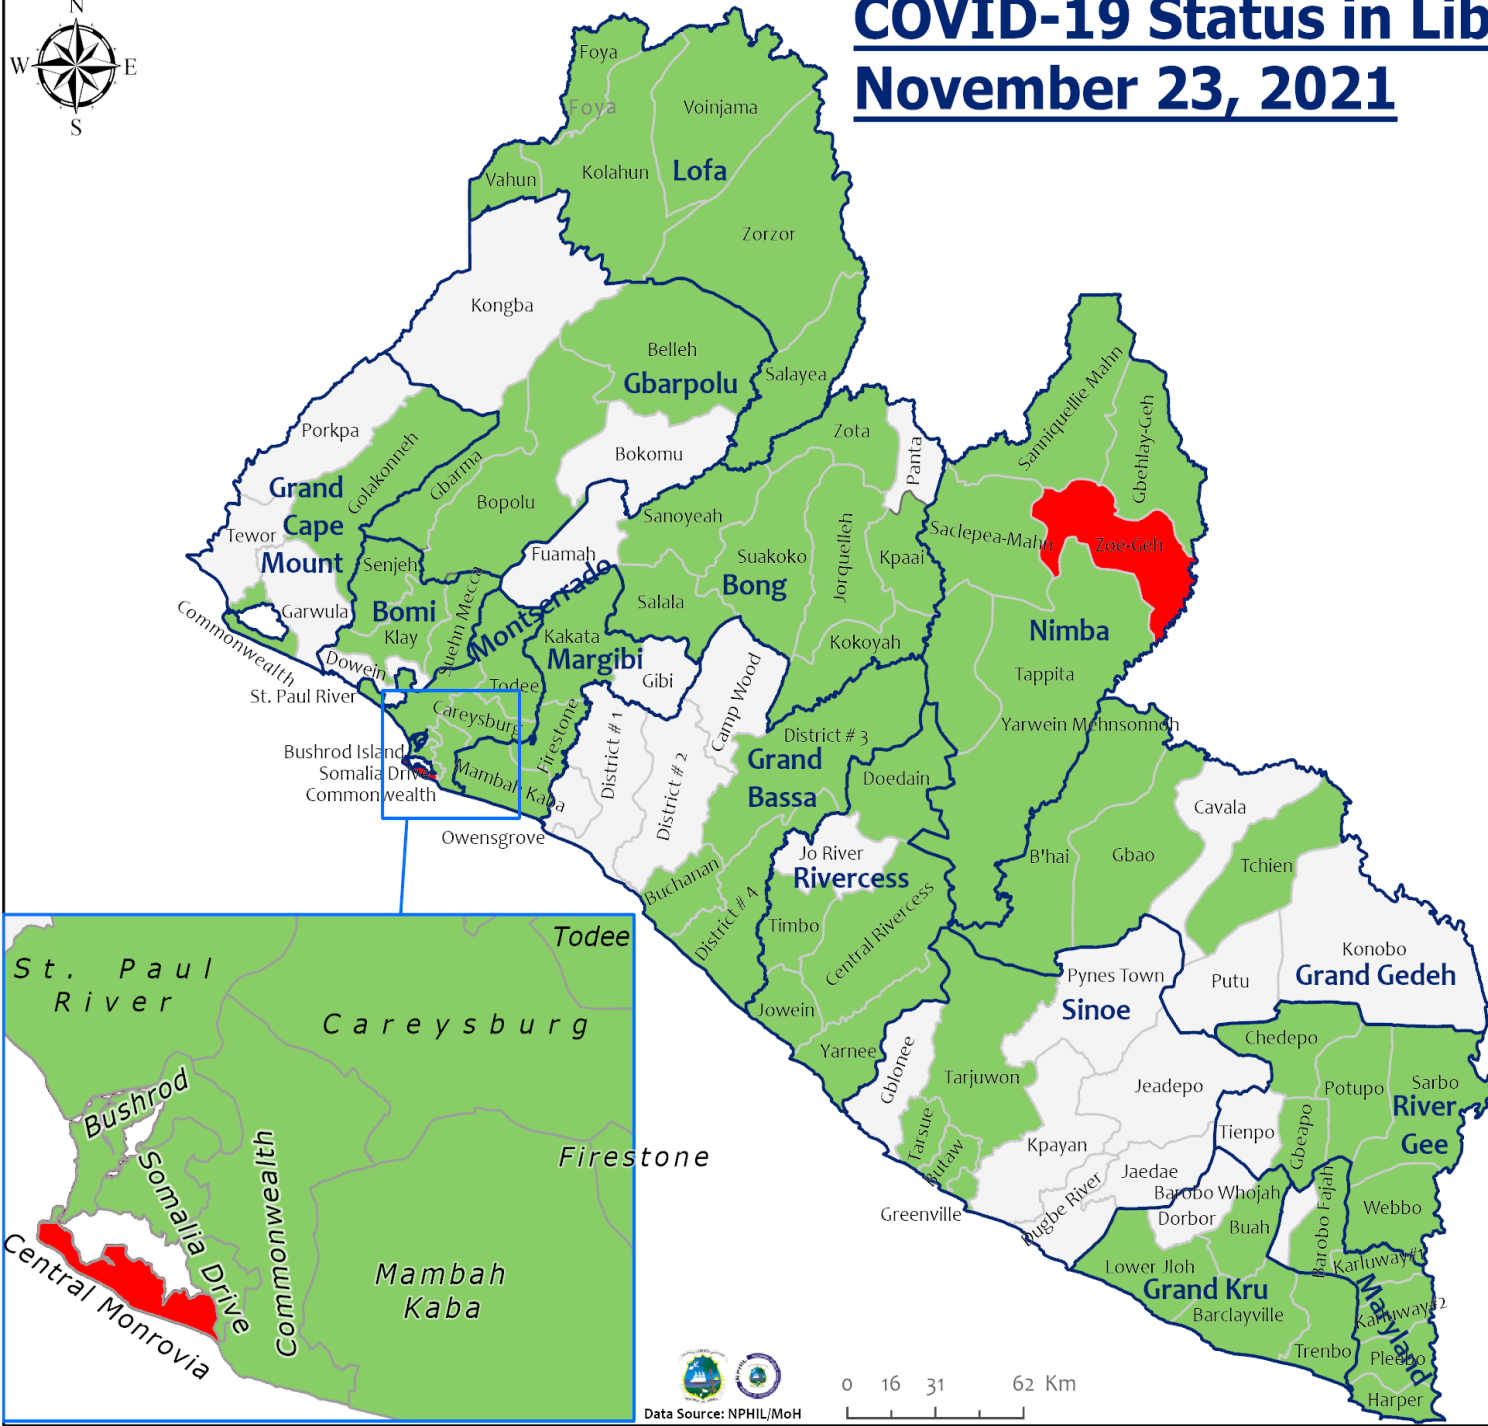 COVID-19 Status in Lib
November 23, 2021
N
W
E
S
Foya
Foya
Voinjama
Kolahun
Lofa
Vahun
Zorzor
Kongba
Belleh
Gbarpolu
Salayea
Porkpa
Golakonneh
Gbarma
Bokomu
Bopolu
Zota
Panta
Sanniquellie Mahn
Gbehlay-Geh
Grand
Cape
Mount
Tewor
Garwula
Senjeh
Fuamah
Sanoyeah
Suakoko
Jorquelleh
Kpaai
Saclepea-Mahn
Zoe-Geh
Bomi
Klay
Suehn Mecca
Montserrado
Salala
Bong
Kokoyah
Nimba
Commonwealth
Dowein
St. Paul River
Kakata
Margibi
Gibi
Todee
Careysburg
Firestone
Camp Wood
Tappita
Yarwein Mehnsonnoh
District # 1
District # 2
District # 3
Grand
Bassa
Doedain
Bushrod Island
Somalia Drive
Commonwealth
Mambah Kaba
Owensgrove
Buchanan
District # 4
Jo River
Rivercess
Timbo
Central Rivercess
Jowein
Yarnee
B'hai
Gbao
Cavala
Tchien
Konobo
Grand Gedeh
Putu
Pynes Town
Sinoe
Gblonee
Tarjuwon
Jeadepo
Tarsue
Butaw
Kpayan
Jaedae
Dugbe River
Greenville
Chedepo
Potupo
Sarbo
River
Gee
Tienpo
Gbeapo
Webbo
Barobo Whojah
Dorbor
Buah
Barobo Fajah
Lower Jloh
Grand Kru
Barclayville
Trenbo
Karluway#1
Karluway#2
Maryland
Pleebo
Harper
St. Paul
River
Todee
Careysburg
Bushrod
Somalia Drive
Commonwealth
Firestone
Mambah
Kaba
Central Monrovia
Data Source: NPHIL/MoH
0 16 31 62 Km